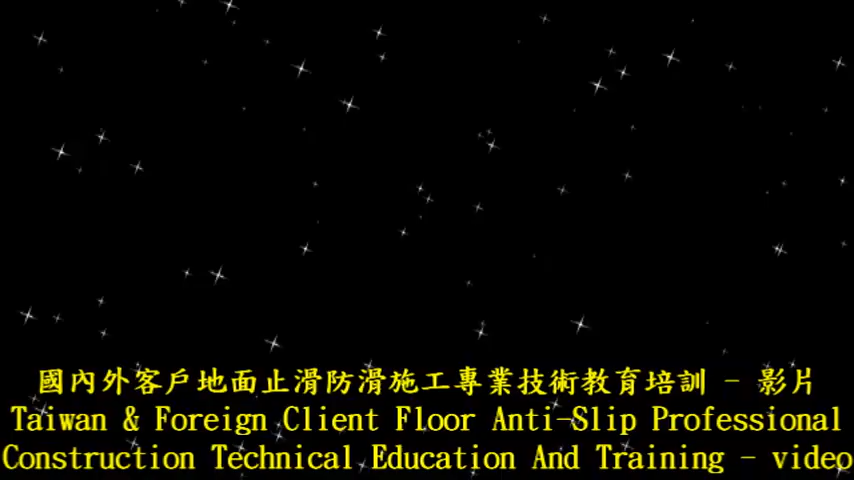 國內外客戶地面止滑防滑施工專業技術教育培訓 - 影片
Taiwan & Foreign Client Floor Anti-Slip Professional
Construction Technical Education And Training - video